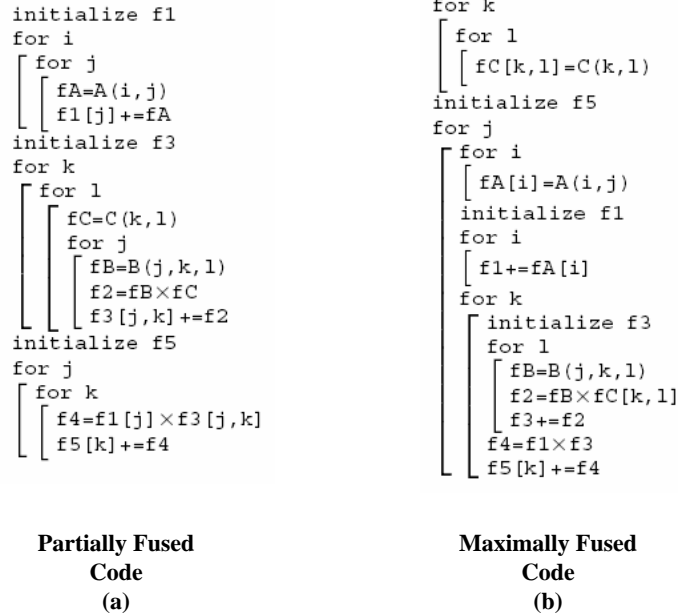 initialize f1
for i
for j
fA=A(i,j)
f1[j]+=fA
initialize f3
for k
for l
fC=C(k,l)
for j
fB=B(j,k,l)
f2=fB×fC
f3[j,k]+=f2
initialize f5
for j
for k
f4=f1[j]×f3[j,k]
f5[k]+=f4
Partially Fused
Code
(a)
for k
for l
fC[k,l]=C(k,l)
initialize f5
for j
for i
fA[i]=A(i,j)
initialize f1
for i
f1+=fA[i]
for k
initialize f3
for l
fB=B(j,k,l)
f2=fB×fC[k,l]
f3+=f2
f4=f1×f3
f5[k]+=f4
Maximally Fused
Code
(b)